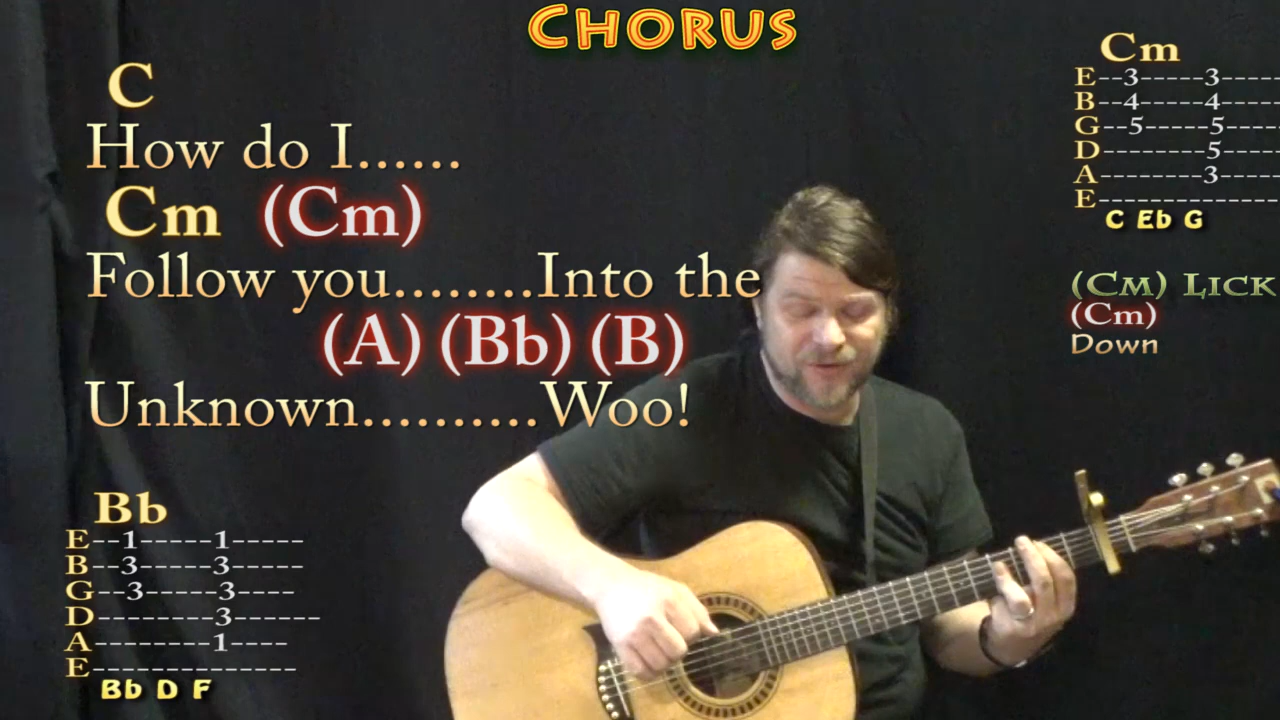 CHORUS
C
How do I......
Cm (Cm)
Follow you........Into the
(A) (Bb) (B)
Unknown..........Woo!
Bb
E--1-----1-----
B--3-----3-----
G--3-----3----
D--------3------
A--------1----
E--------------
Bb D F
Cm
E--3-----3----
B--4-----4----
G--5-----5----
D--------5----
A--------3----
E-------------
C Eb G
(CM) LICK
(Cm)
Down